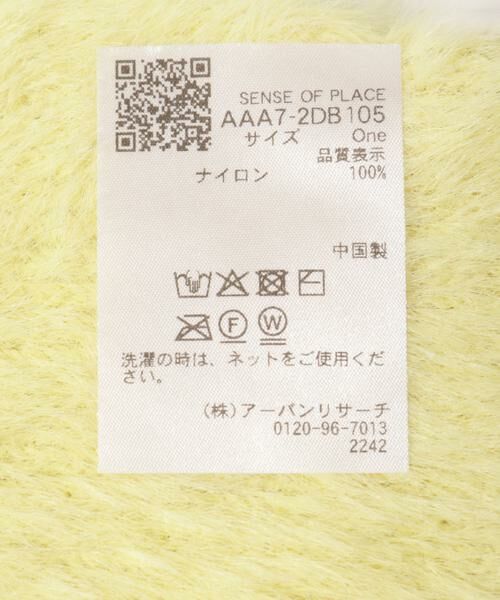 SENSE OF PLACE
AAA7-2DB105
サイズ One
品質表示
ナイロン 100%
中国製
F W
洗濯の時は、ネットをご使用くだ
さい。
(株)アーバンリサーチ
0120-96-7013
2242